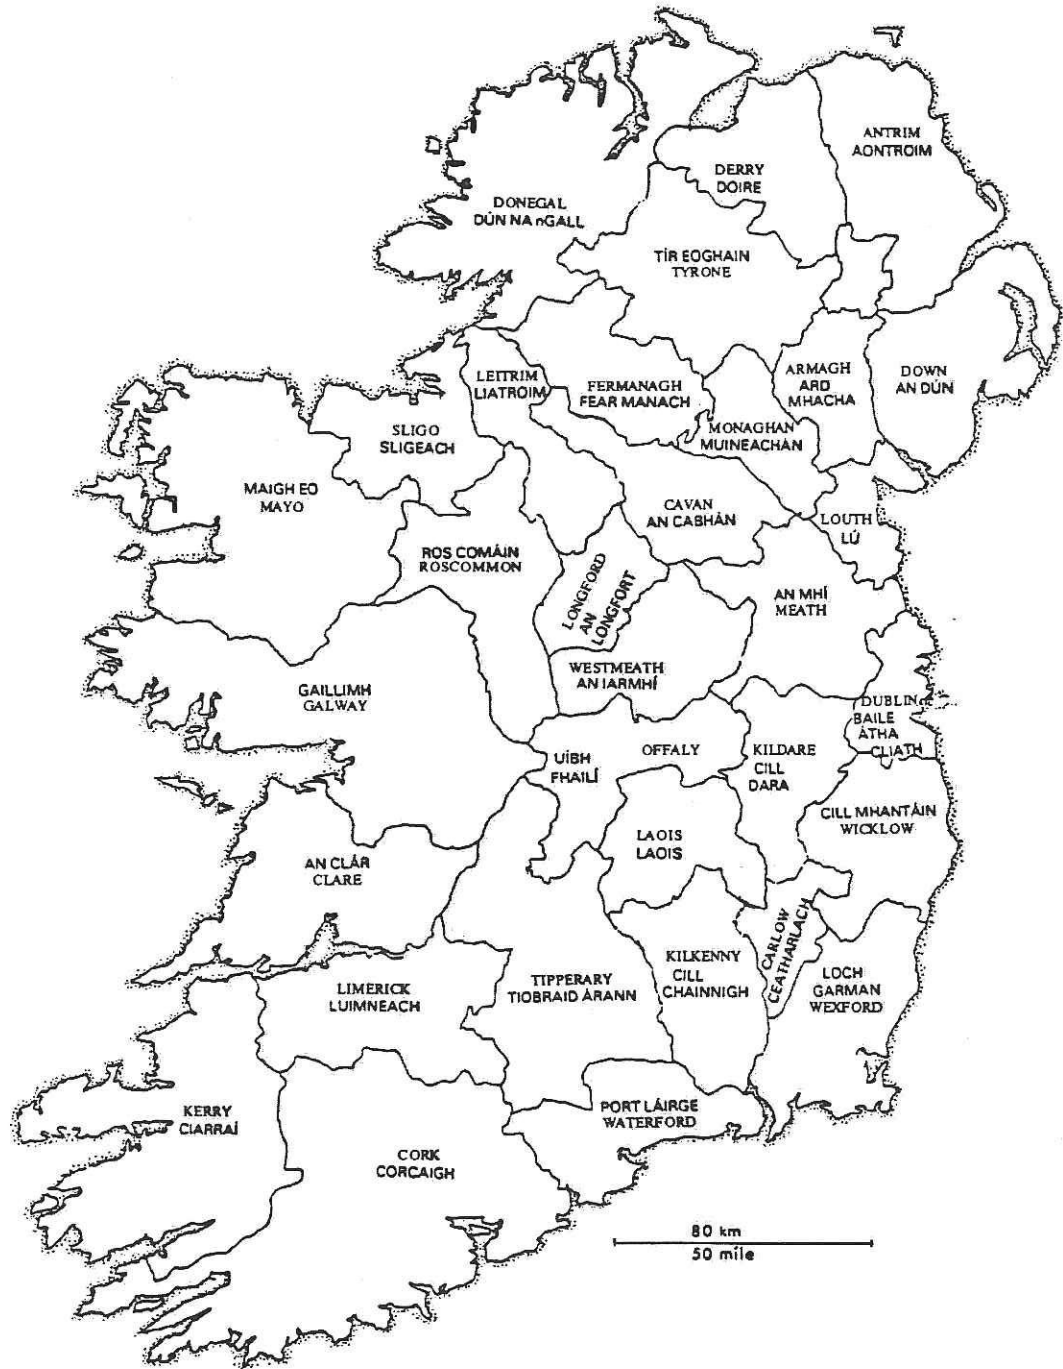 ANTRIM
AONTROIM
DERRY
DOIRE
DONEGAL
DÚN NA nGALL
TÍR EOGHAIN
TYRONE
LEITRIM
LIATROIM
FERMANAGH
FEAR MANACH
ARMAGH
ARD
MHACHA
DOWN
AN DÚN
SLIGO
SLIGEACH
MONAGHAN
MUINEACHÁN
MAIGH EO
MAYO
CAVAN
AN CABHÁN
LOUTH
LÚ
ROS COMÁIN
ROSCOMMON
LONGFORD
AN
LONGFORT
AN MHÍ
MEATH
WESTMEATH
AN IARMHÍ
GAILLIMH
GALWAY
DUBLIN
BAILE
ÁTHA
CLIATH
UÍBH
FHAILÍ
OFFALY
KILDARE
CILL
DARA
CILL MHANTÁIN
WICKLOW
LAOIS
LAOIS
AN CLÁR
CLARE
CARLOW
CEATHARLACH
KILKENNY
CILL
CHAINNIGH
TIPPERARY
TIOBRAID ÁRANN
LOCH
GARMAN
WEXFORD
LIMERICK
LUIMNEACH
KERRY
CIARRAÍ
PORT LÁIRGE
WATERFORD
CORK
CORCAIGH
80 km
50 mile